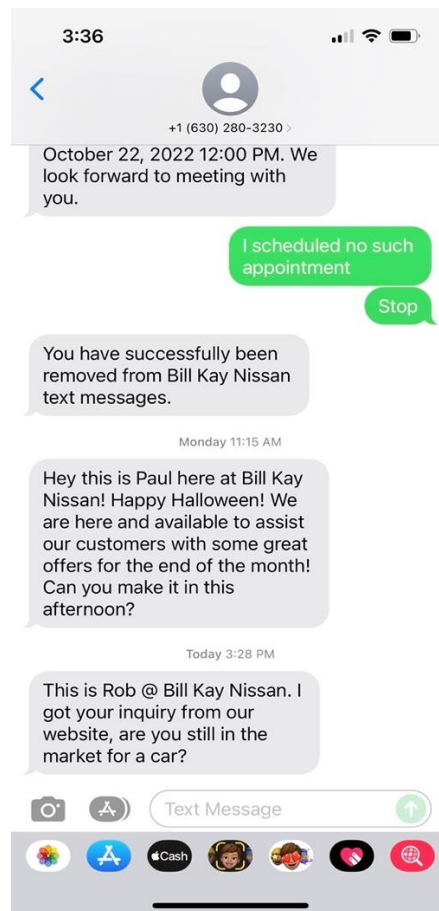 3:36
+1 (630) 280-3230
October 22, 2022 12:00 PM. We
look forward to meeting with
you.
I scheduled no such
appointment
Stop
You have successfully been
removed from Bill Kay Nissan
text messages.
Monday 11:15 AM
Hey this is Paul here at Bill Kay
Nissan! Happy Halloween! We
are here and available to assist
our customers with some great
offers for the end of the month!
Can you make it in this
afternoon?
Today 3:28 PM
This is Rob @ Bill Kay Nissan. I
got your inquiry from our
website, are you still in the
market for a car?
Text Message
Cash